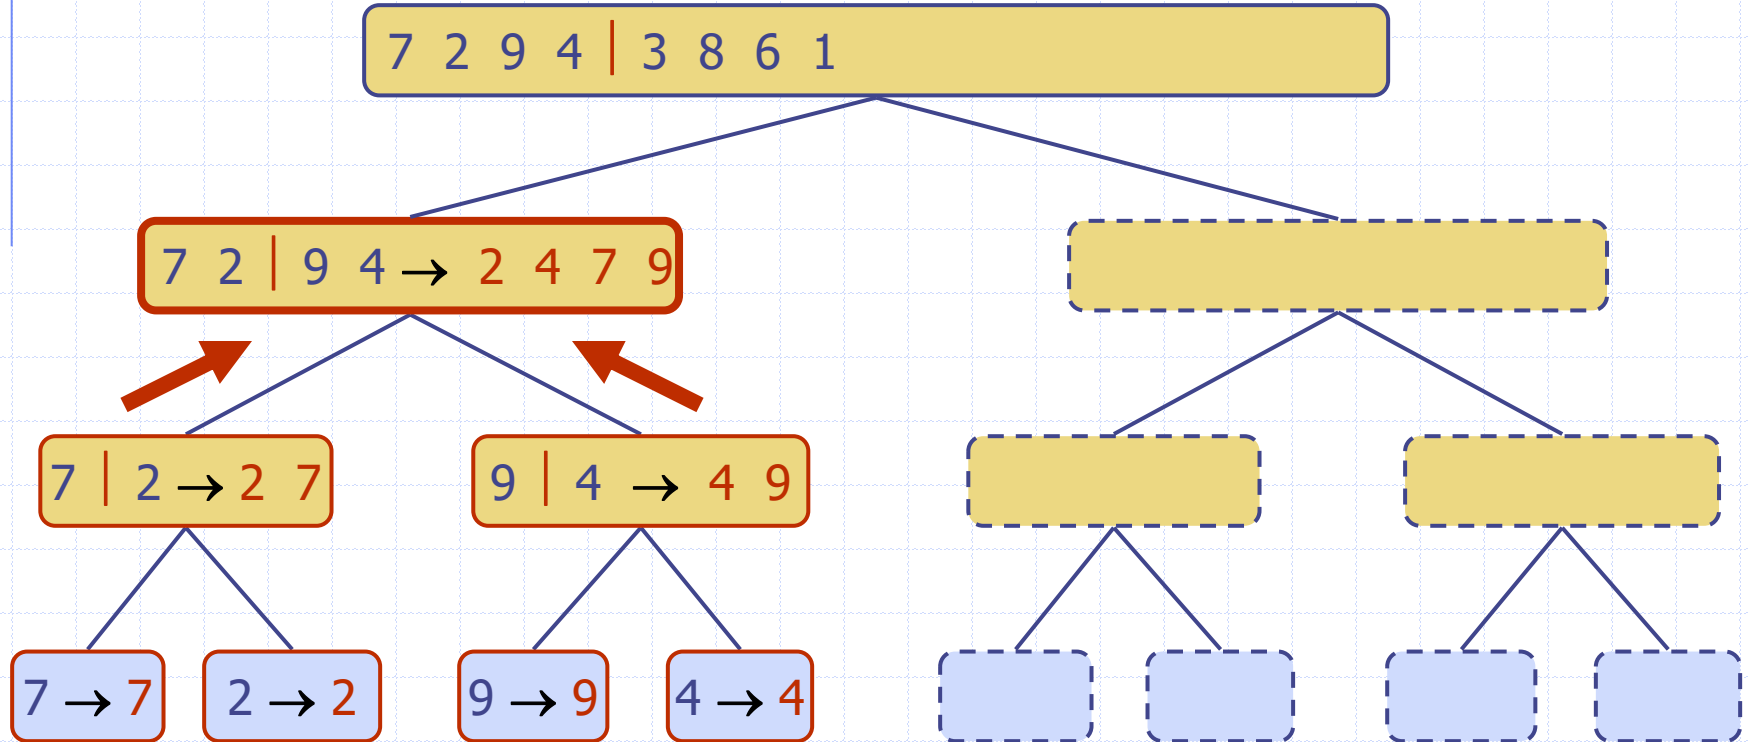 7 2 9 4 | 3 8 6 1
7 2 | 9 4 → 2 4 7 9
7 | 2 → 2 7
9 | 4 → 4 9
7 → 7
2 → 2
9 → 9
4 → 4